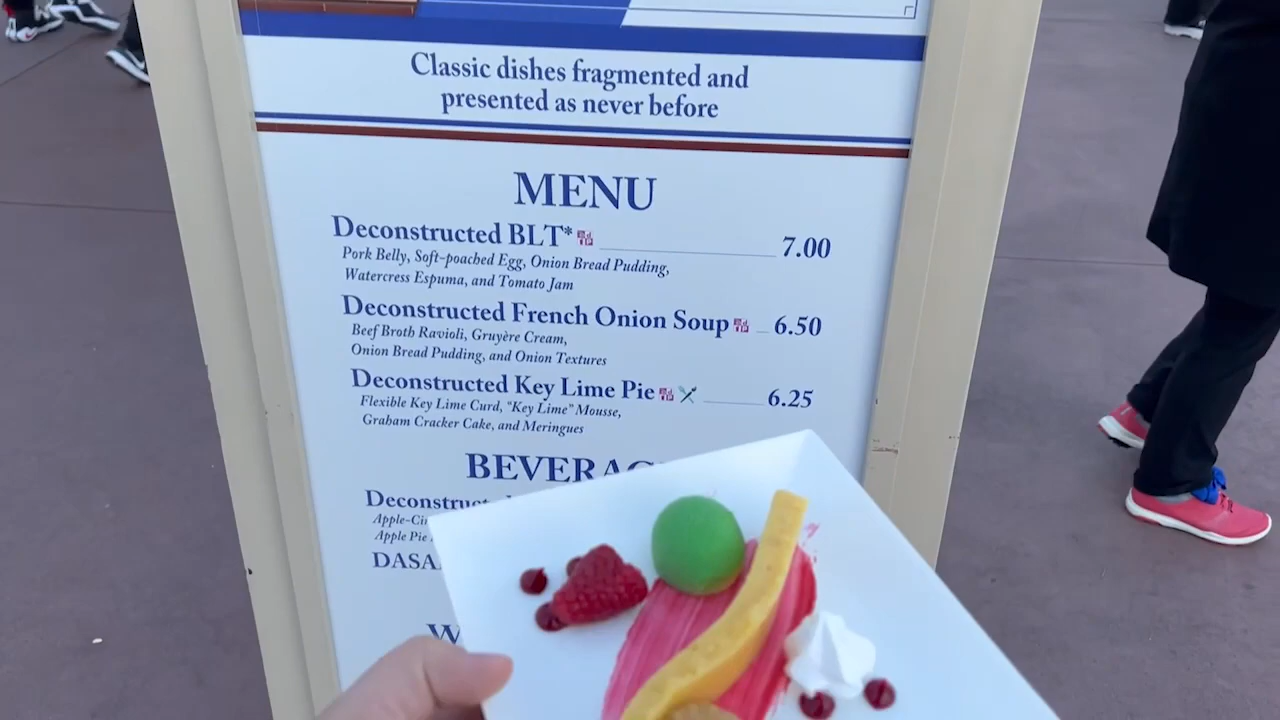 Classic dishes fragmented and
presented as never before
MENU
Deconstructed BLT* 7.00
Pork Belly, Soft-poached Egg, Onion Bread Pudding,
Watercress Espuma, and Tomato Jam
Deconstructed French Onion Soup 6.50
Beef Broth Ravioli, Gruyère Cream,
Onion Bread Pudding, and Onion Textures
Deconstructed Key Lime Pie 6.25
Flexible Key Lime Curd, "Key Lime" Mousse,
Graham Cracker Cake, and Meringues
Apple Pie